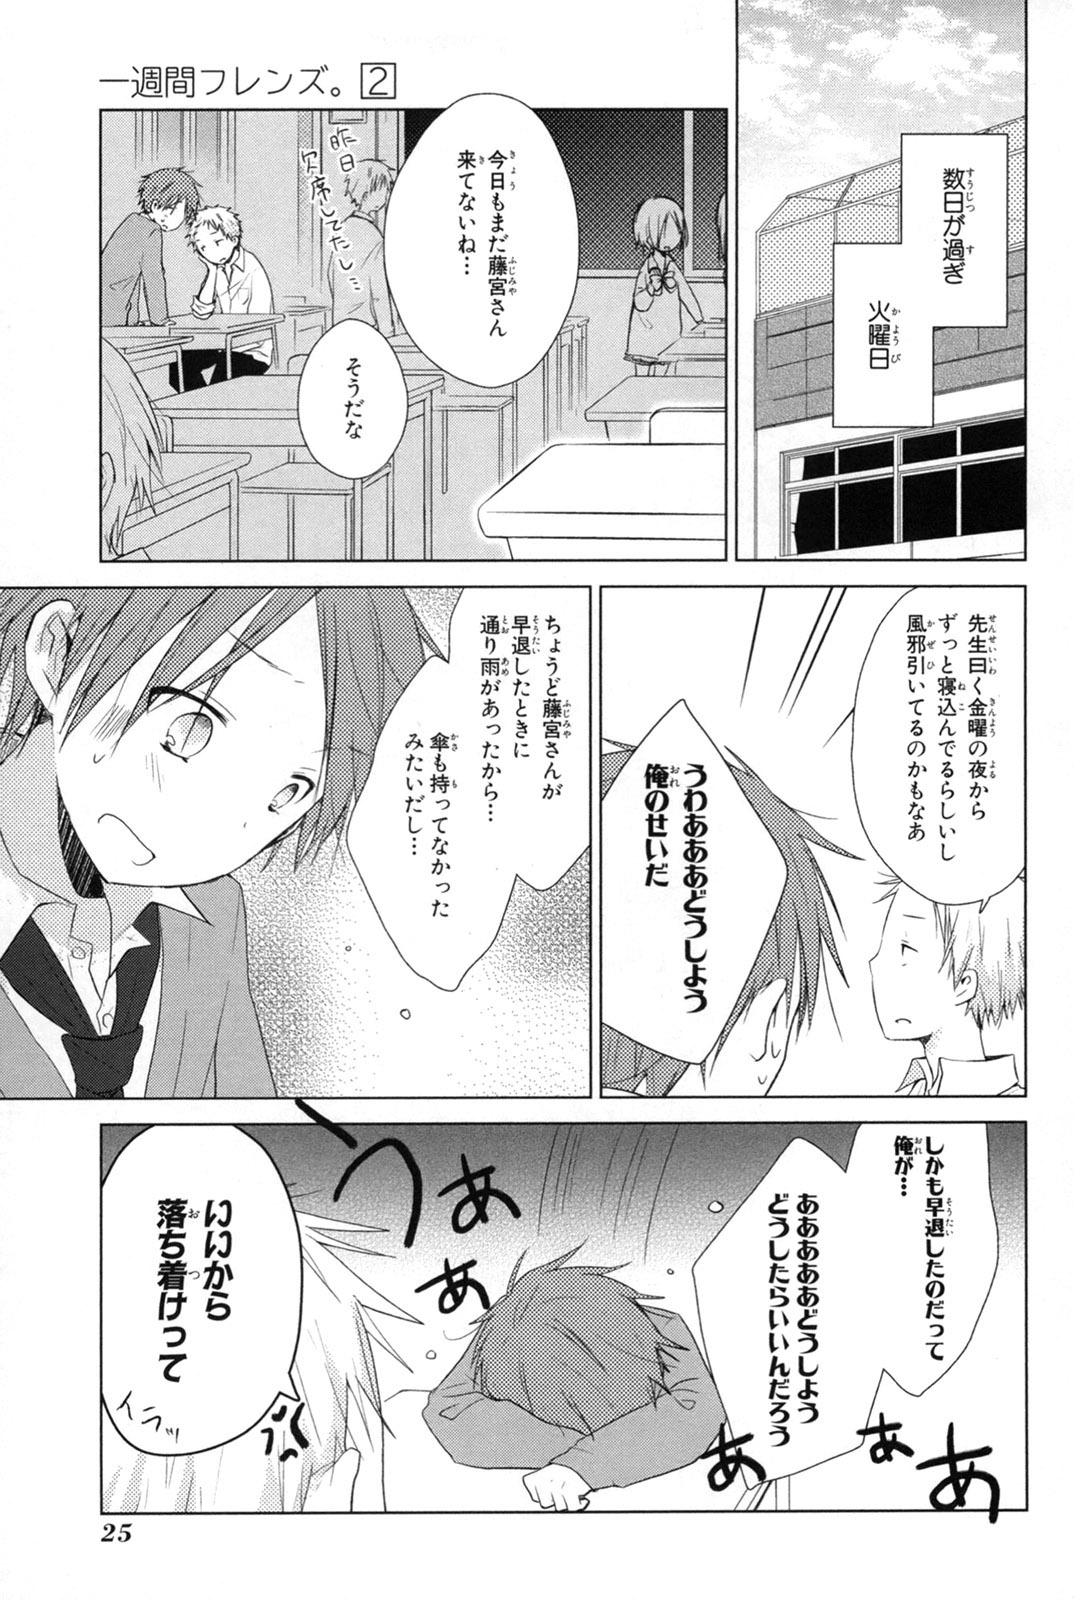 一週間フレンズ。2
数日が過ぎ
火曜日
今日もまだ藤宮さん
来てないね…
昨日
欠席してたし…
そうだな
先生曰く金曜の夜から
ずっと寝込んでるらしいし
風邪引いてるのかもなあ
うわあああどうしよう
俺のせいだ
ちょうど藤宮さんが
早退したときに
通り雨があったから…
傘も持ってなかった
みたいだし…
しかも早退したのだって
俺が…
ああああああどうしよう
どうしたらいいんだろう
うあぁ
あああ
いいから
落ち着けって
イラッ
25